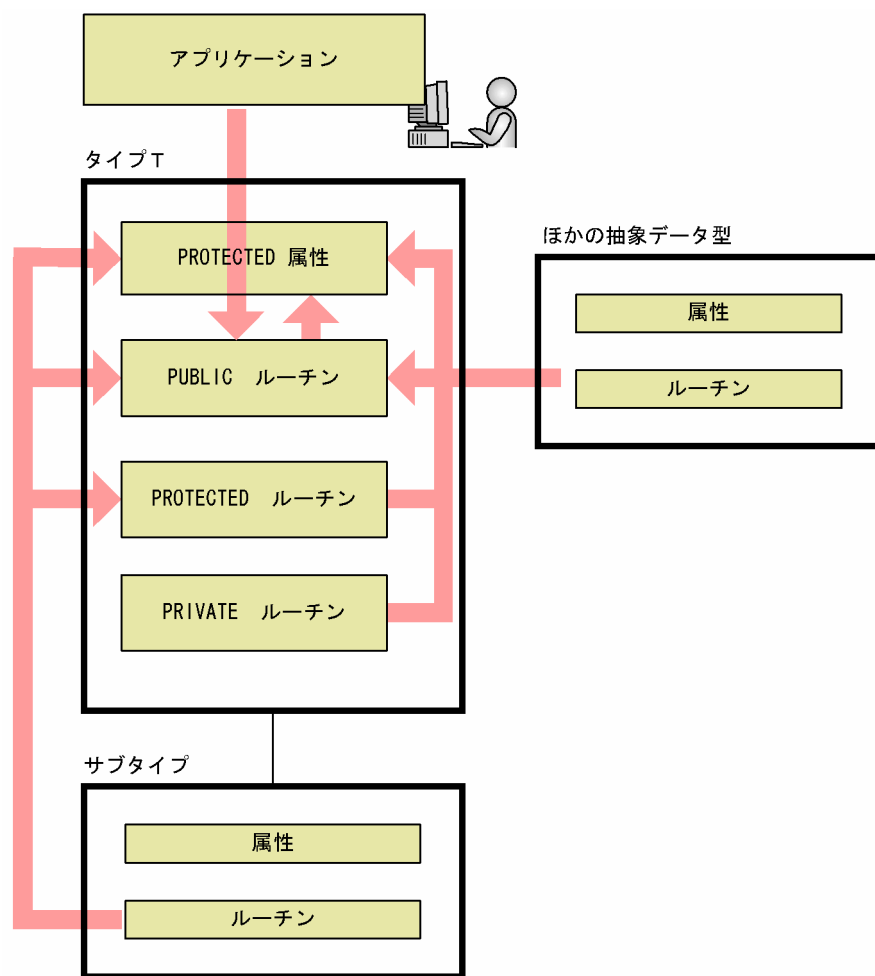 アプリケーション
タイプT
PROTECTED 属性
PUBLIC ルーチン
PROTECTED ルーチン
PRIVATE ルーチン
ほかの抽象データ型
属性
ルーチン
サブタイプ
属性
ルーチン